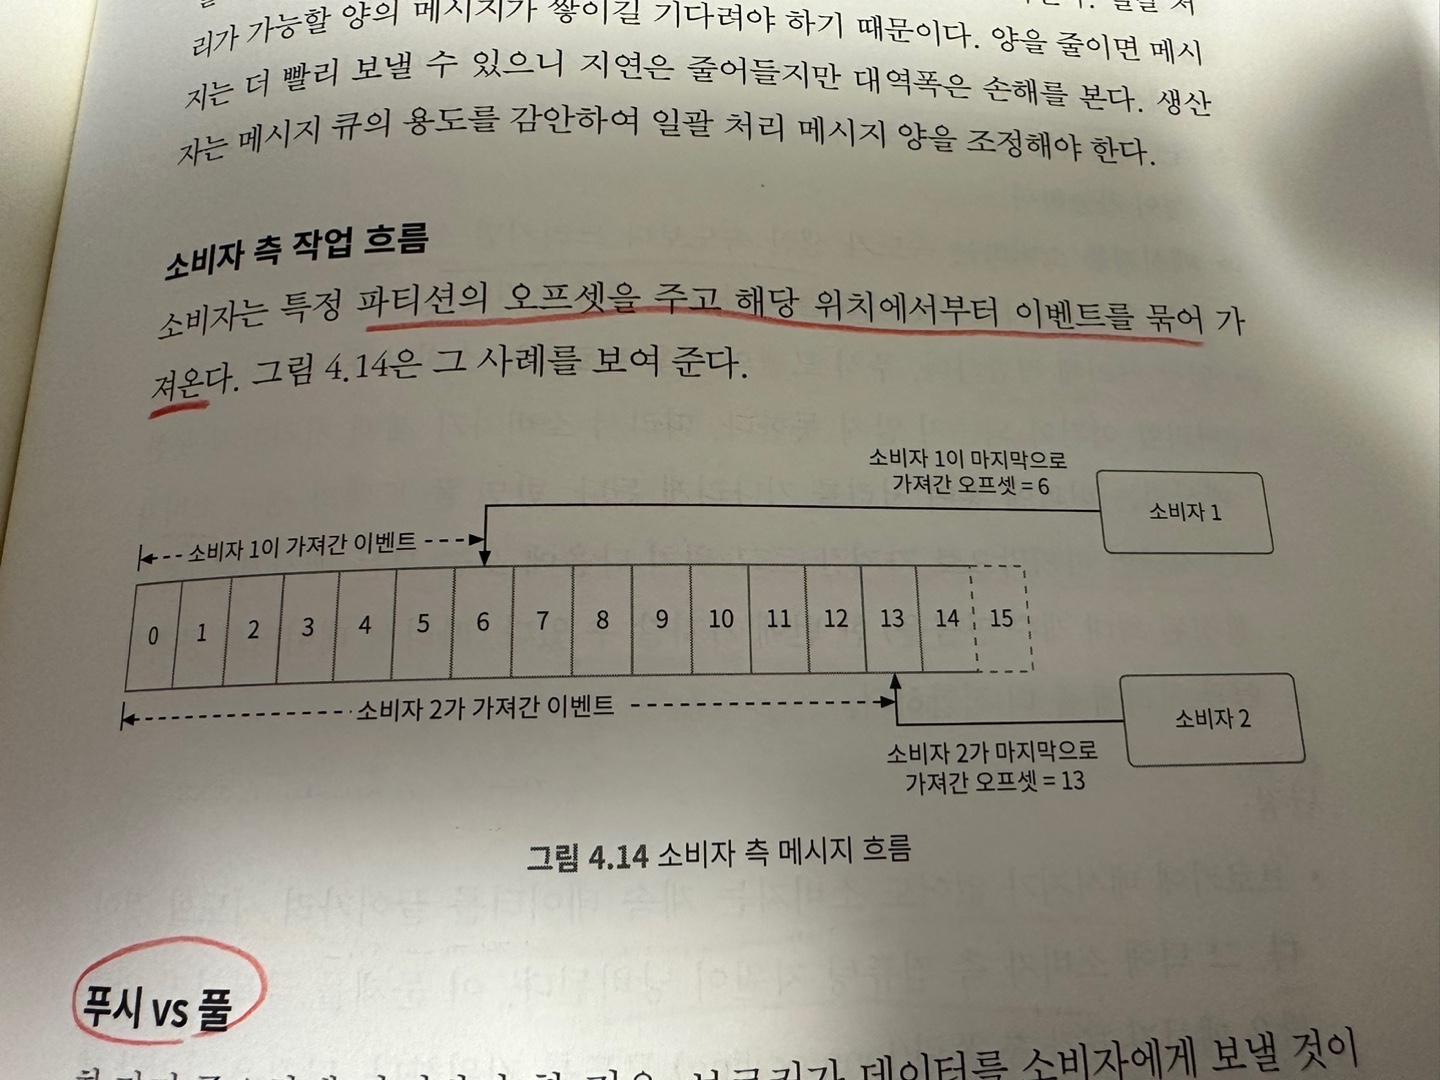 리가 가능할 양의 메시지가 쌓이길 기다려야 하기 때문이다. 양을 줄이면 메시
지는 더 빨리 보낼 수 있으니 지연은 줄어들지만 대역폭은 손해를 본다. 생산
자는 메시지 큐의 용도를 감안하여 일괄 처리 메시지 양을 조정해야 한다.
소비자 측 작업 흐름
소비자는 특정 파티션의 오프셋을 주고 해당 위치에서부터 이벤트를 묶어 가
져온다. 그림 4.14은 그 사례를 보여 준다.
소비자 1이 마지막으로
가져간 오프셋 = 6
소비자 1
소비자 1이 가져간 이벤트
0 1 2 3 4 5 6 7 8 9 10 11 12 13 14 15
소비자 2가 가져간 이벤트
소비자 2
소비자 2가 마지막으로
가져간 오프셋 = 13
그림 4.14 소비자 측 메시지 흐름
푸시 vs 풀
데이터를 소비자에게 보낼 것이